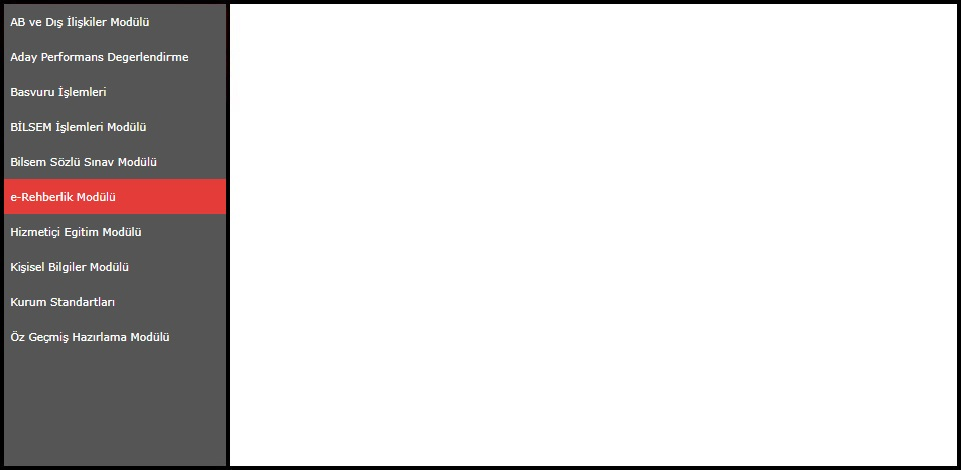 AB ve Dış İlişkiler Modülü
Aday Performans Degerlendirme
Basvuru İşlemleri
BİLSEM İşlemleri Modülü
Bilsem Sözlü Sınav Modülü
e-Rehberlik Modülü
Hizmetiçi Egitim Modülü
Kişisel Bilgiler Modülü
Kurum Standartları
Öz Geçmiş Hazırlama Modülü